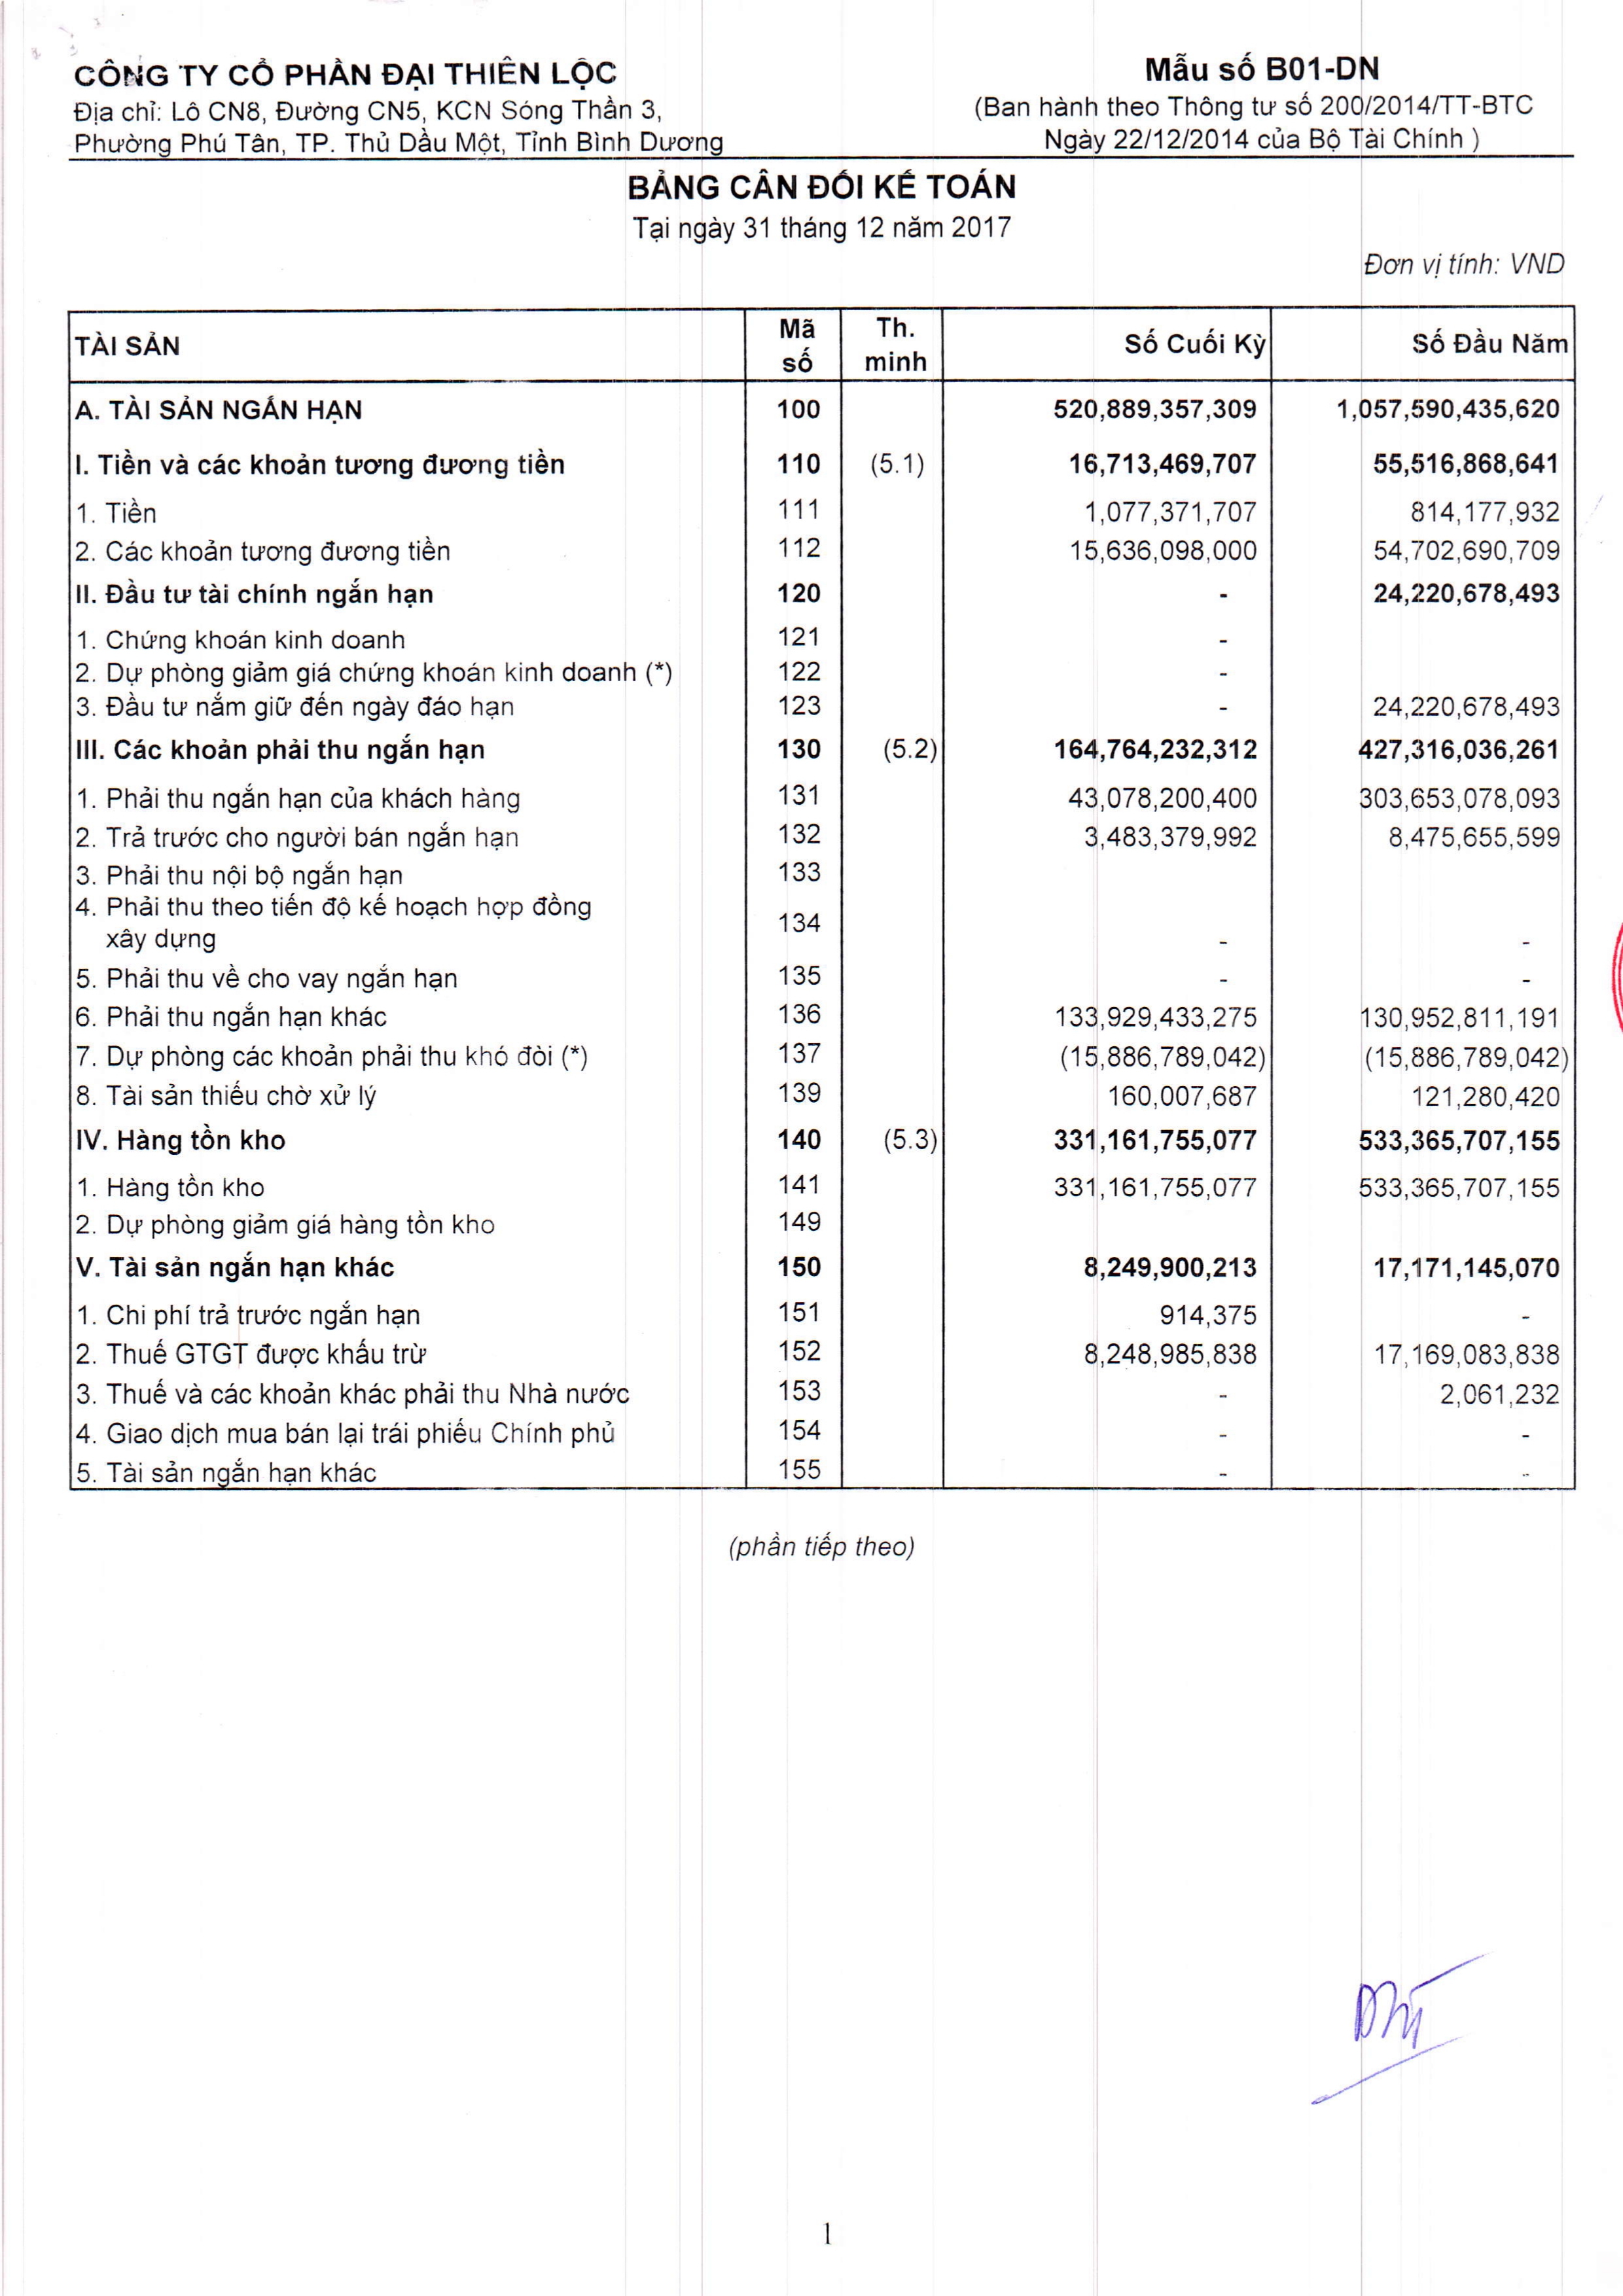 CÔNG TY CỔ PHẦN ĐẠI THIÊN LỘC
Địa chỉ: Lô CN8, Đường CN5, KCN Sóng Thần 3,
Phường Phú Tân, TP. Thủ Dầu Một, Tỉnh Bình Dương
Mẫu số B01-DN
(Ban hành theo Thông tư số 200/2014/TT-BTC
Ngày 22/12/2014 của Bộ Tài Chính )
BẢNG CÂN ĐỐI KẾ TOÁN
Tại ngày 31 tháng 12 năm 2017
Đơn vị tính: VND
TÀI SẢN Mã số Th. minh Số Cuối Kỳ Số Đầu Năm
A. TÀI SẢN NGẮN HẠN 100 520,889,357,309 1,057,590,435,620
I. Tiền và các khoản tương đương tiền 110 (5.1) 16,713,469,707 55,516,868,641
1. Tiền 111 1,077,371,707 814,177,932
2. Các khoản tương đương tiền 112 15,636,098,000 54,702,690,709
II. Đầu tư tài chính ngắn hạn 120 - 24,220,678,493
1. Chứng khoán kinh doanh 121 -
2. Dự phòng giảm giá chứng khoán kinh doanh (*) 122 -
3. Đầu tư nắm giữ đến ngày đáo hạn 123 - 24,220,678,493
III. Các khoản phải thu ngắn hạn 130 (5.2) 164,764,232,312 427,316,036,261
1. Phải thu ngắn hạn của khách hàng 131 43,078,200,400 303,653,078,093
2. Trả trước cho người bán ngắn hạn 132 3,483,379,992 8,475,655,599
3. Phải thu nội bộ ngắn hạn 133
4. Phải thu theo tiến độ kế hoạch hợp đồng
xây dựng 134 - -
5. Phải thu về cho vay ngắn hạn 135 - -
6. Phải thu ngắn hạn khác 136 133,929,433,275 130,952,811,191
7. Dự phòng các khoản phải thu khó đòi (*) 137 (15,886,789,042) (15,886,789,042)
8. Tài sản thiếu chờ xử lý 139 160,007,687 121,280,420
IV. Hàng tồn kho 140 (5.3) 331,161,755,077 533,365,707,155
1. Hàng tồn kho 141 331,161,755,077 533,365,707,155
2. Dự phòng giảm giá hàng tồn kho 149
V. Tài sản ngắn hạn khác 150 8,249,900,213 17,171,145,070
1. Chi phí trả trước ngắn hạn 151 914,375 -
2. Thuế GTGT được khấu trừ 152 8,248,985,838 17,169,083,838
3. Thuế và các khoản khác phải thu Nhà nước 153 - 2,061,232
4. Giao dịch mua bán lại trái phiếu Chính phủ 154 - -
5. Tài sản ngắn hạn khác 155 - -
(phần tiếp theo)
1